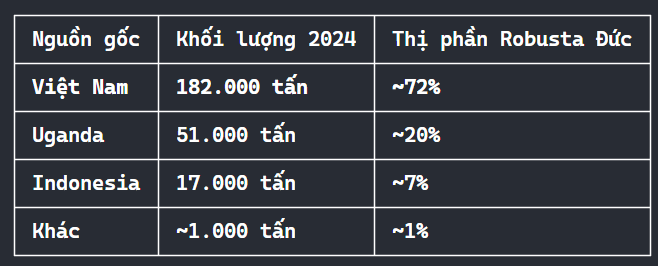 Nguồn gốc Khối lượng 2024 Thị phần Robusta Đức
Việt Nam 182.000 tấn ~72%
Uganda 51.000 tấn ~20%
Indonesia 17.000 tấn ~7%
Khác ~1.000 tấn ~1%